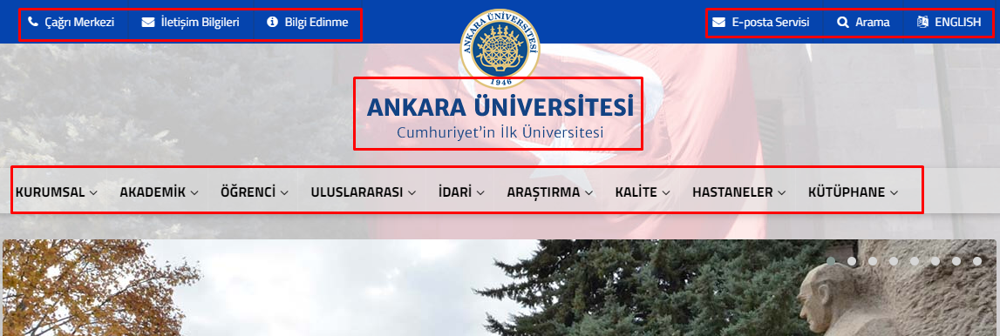 Çağrı Merkezi İletişim Bilgileri Bilgi Edinme E-posta Servisi Arama ENGLISH
ANKARA ÜNİVERSİTESİ
1946
ANKARA ÜNİVERSİTESİ
Cumhuriyet'in İlk Üniversitesi
KURUMSAL AKADEMİK ÖĞRENCİ ULUSLARARASI İDARİ ARAŞTIRMA KALİTE HASTANELER KÜTÜPHANE